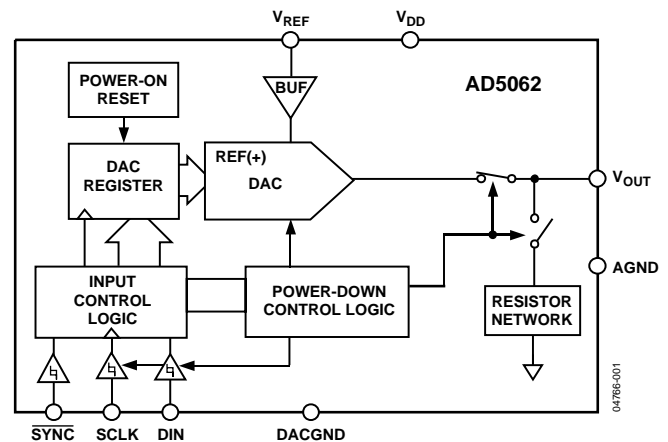 VREF
VDD
POWER-ON
RESET
BUF
AD5062
DAC
REGISTER
REF(+)
DAC
VOUT
AGND
INPUT
CONTROL
LOGIC
POWER-DOWN
CONTROL LOGIC
RESISTOR
NETWORK
04766-001
SYNC
SCLK
DIN
DACGND